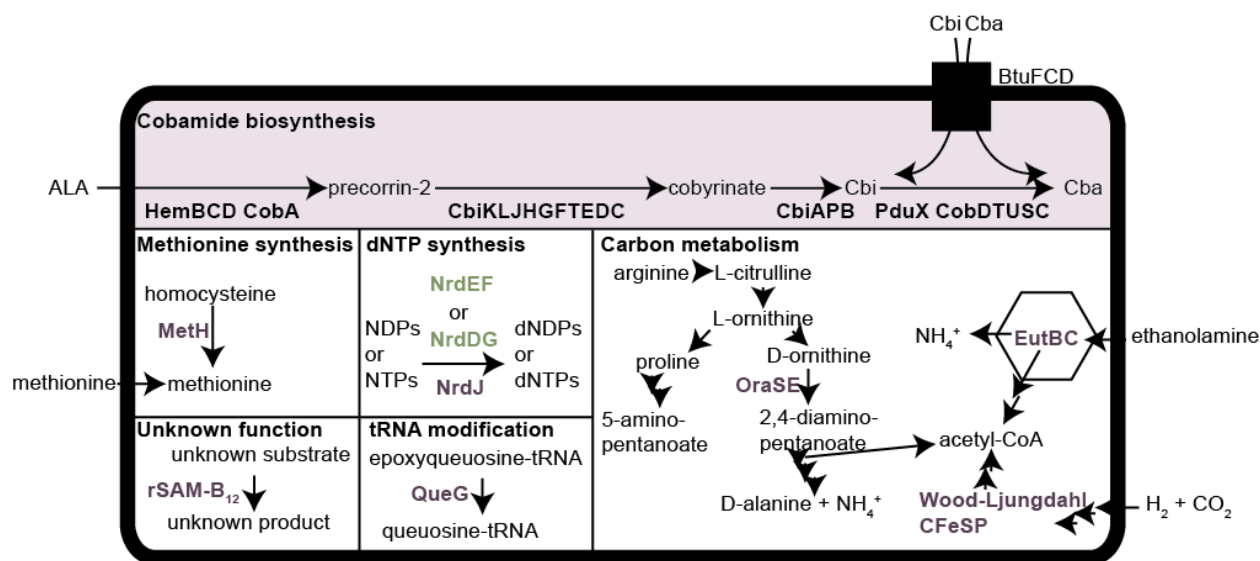 Cbi Cba
BtuFCD
Cobamide biosynthesis
ALA precorrin-2 cobyrinate Cbi Cba
HemBCD CobA CbiKLJHGFTEDC CbiAPB PduX CobDTUSC
Methionine synthesis
homocysteine
MetH
methionine methionine
dNTP synthesis
NrdEF
or
NrdDG
NrdJ
NDPs
or
NTPs
dNDPs
or
dNTPs
Carbon metabolism
arginine L-citrulline
L-ornithine
proline
D-ornithine
OraSE
5-amino-
pentanoate
2,4-diamino-
pentanoate
D-alanine + NH₄⁺
NH₄⁺
EutBC
ethanolamine
acetyl-CoA
Wood-Ljungdahl
CFeSP
H₂ + CO₂
Unknown function
unknown substrate
rSAM-B₁₂
unknown product
tRNA modification
epoxyqueuosine-tRNA
QueG
queuosine-tRNA